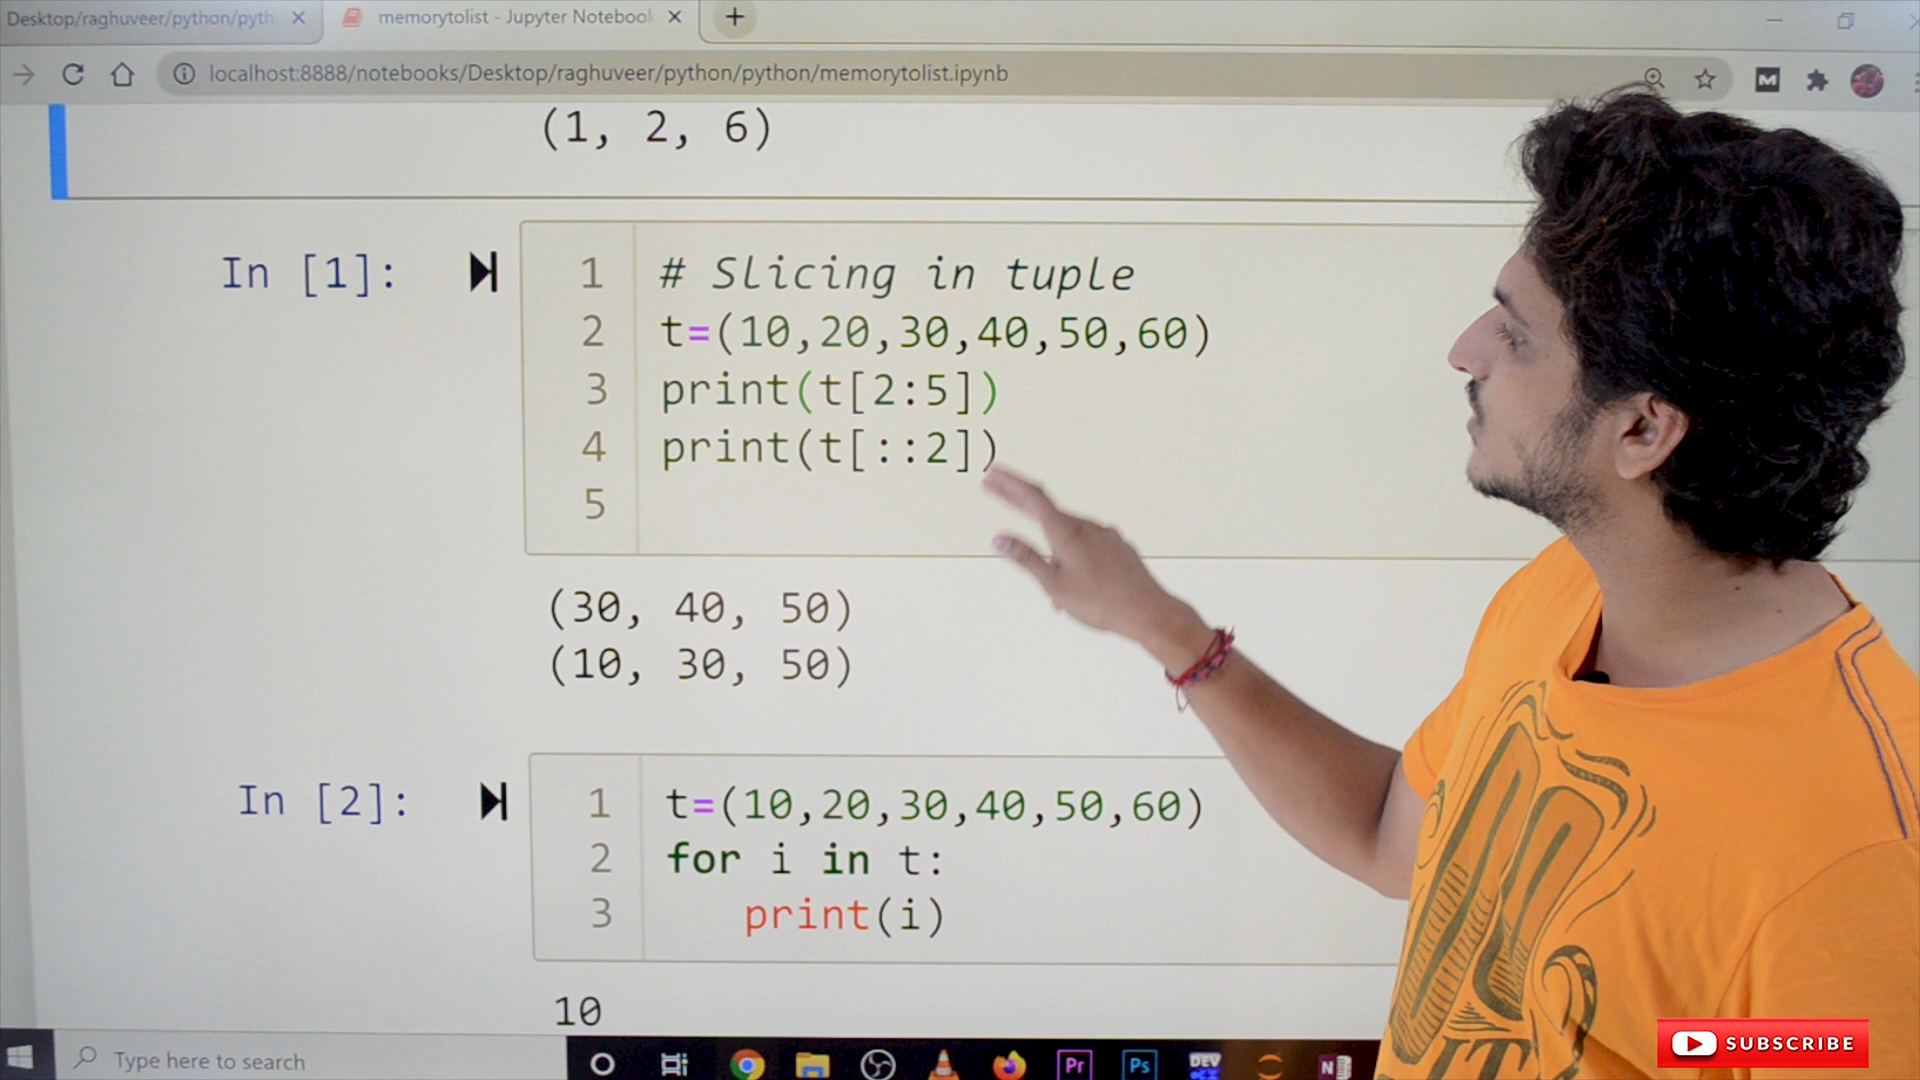 Desktop/raghuveer/python/pyth
memorytolist - Jupyter Notebook
localhost:8888/notebooks/Desktop/raghuveer/python/python/memorytolist.ipynb
(1, 2, 6)
In [1]:
1 # Slicing in tuple
2 t=(10,20,30,40,50,60)
3 print(t[2:5])
4 print(t[::2])
5
(30, 40, 50)
(10, 30, 50)
In [2]:
1 t=(10,20,30,40,50,60)
2 for i in t:
3 print(i)
10
Type here to search
Pr
Ps
DEV
N
SUBSCRIBE